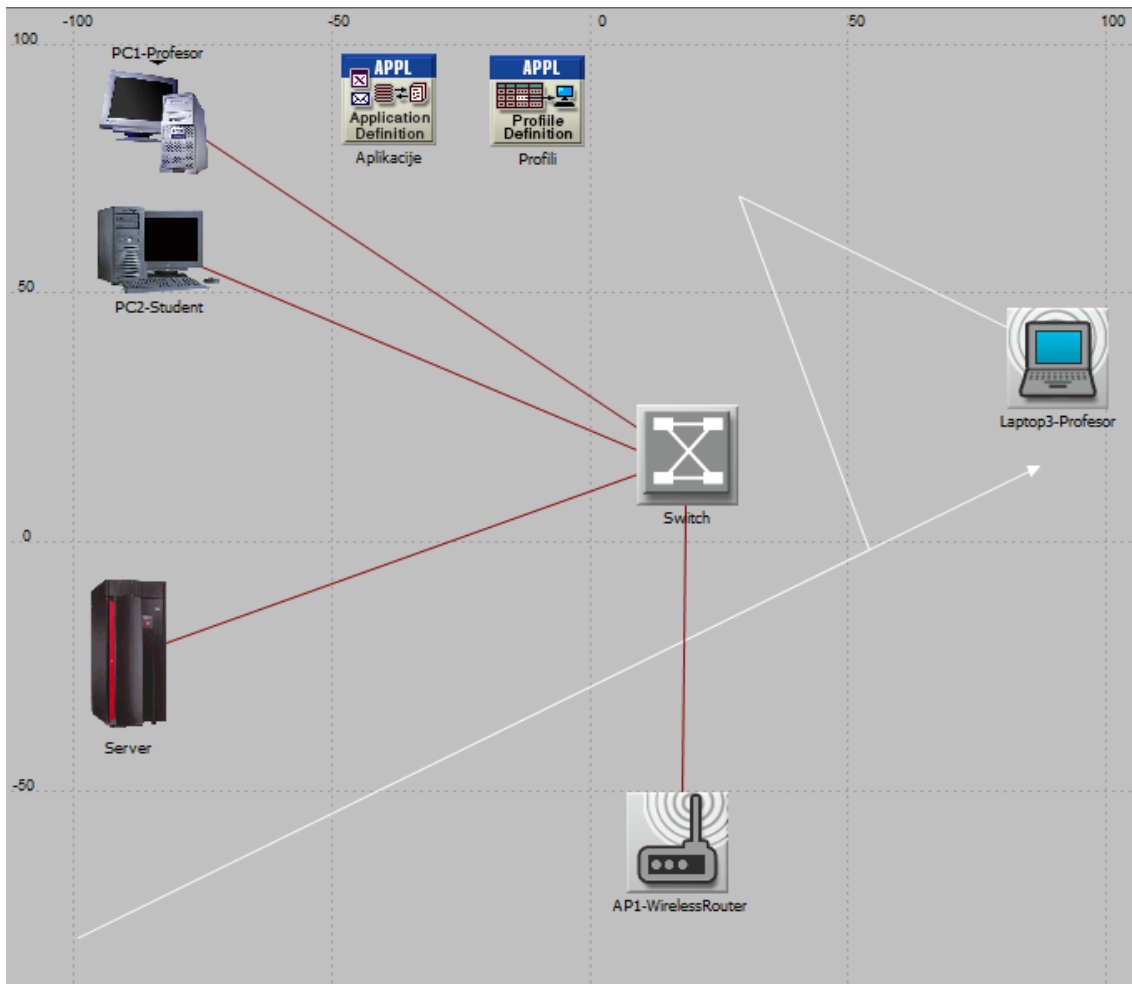 -100
-50
0
50
100
100
PC1-Profesor
APPL
Application
Definition
Aplikacije
APPL
Profiile
Definition
Profili
50
PC2-Student
Laptop3-Profesor
Switch
0
Server
-50
AP1-WirelessRouter